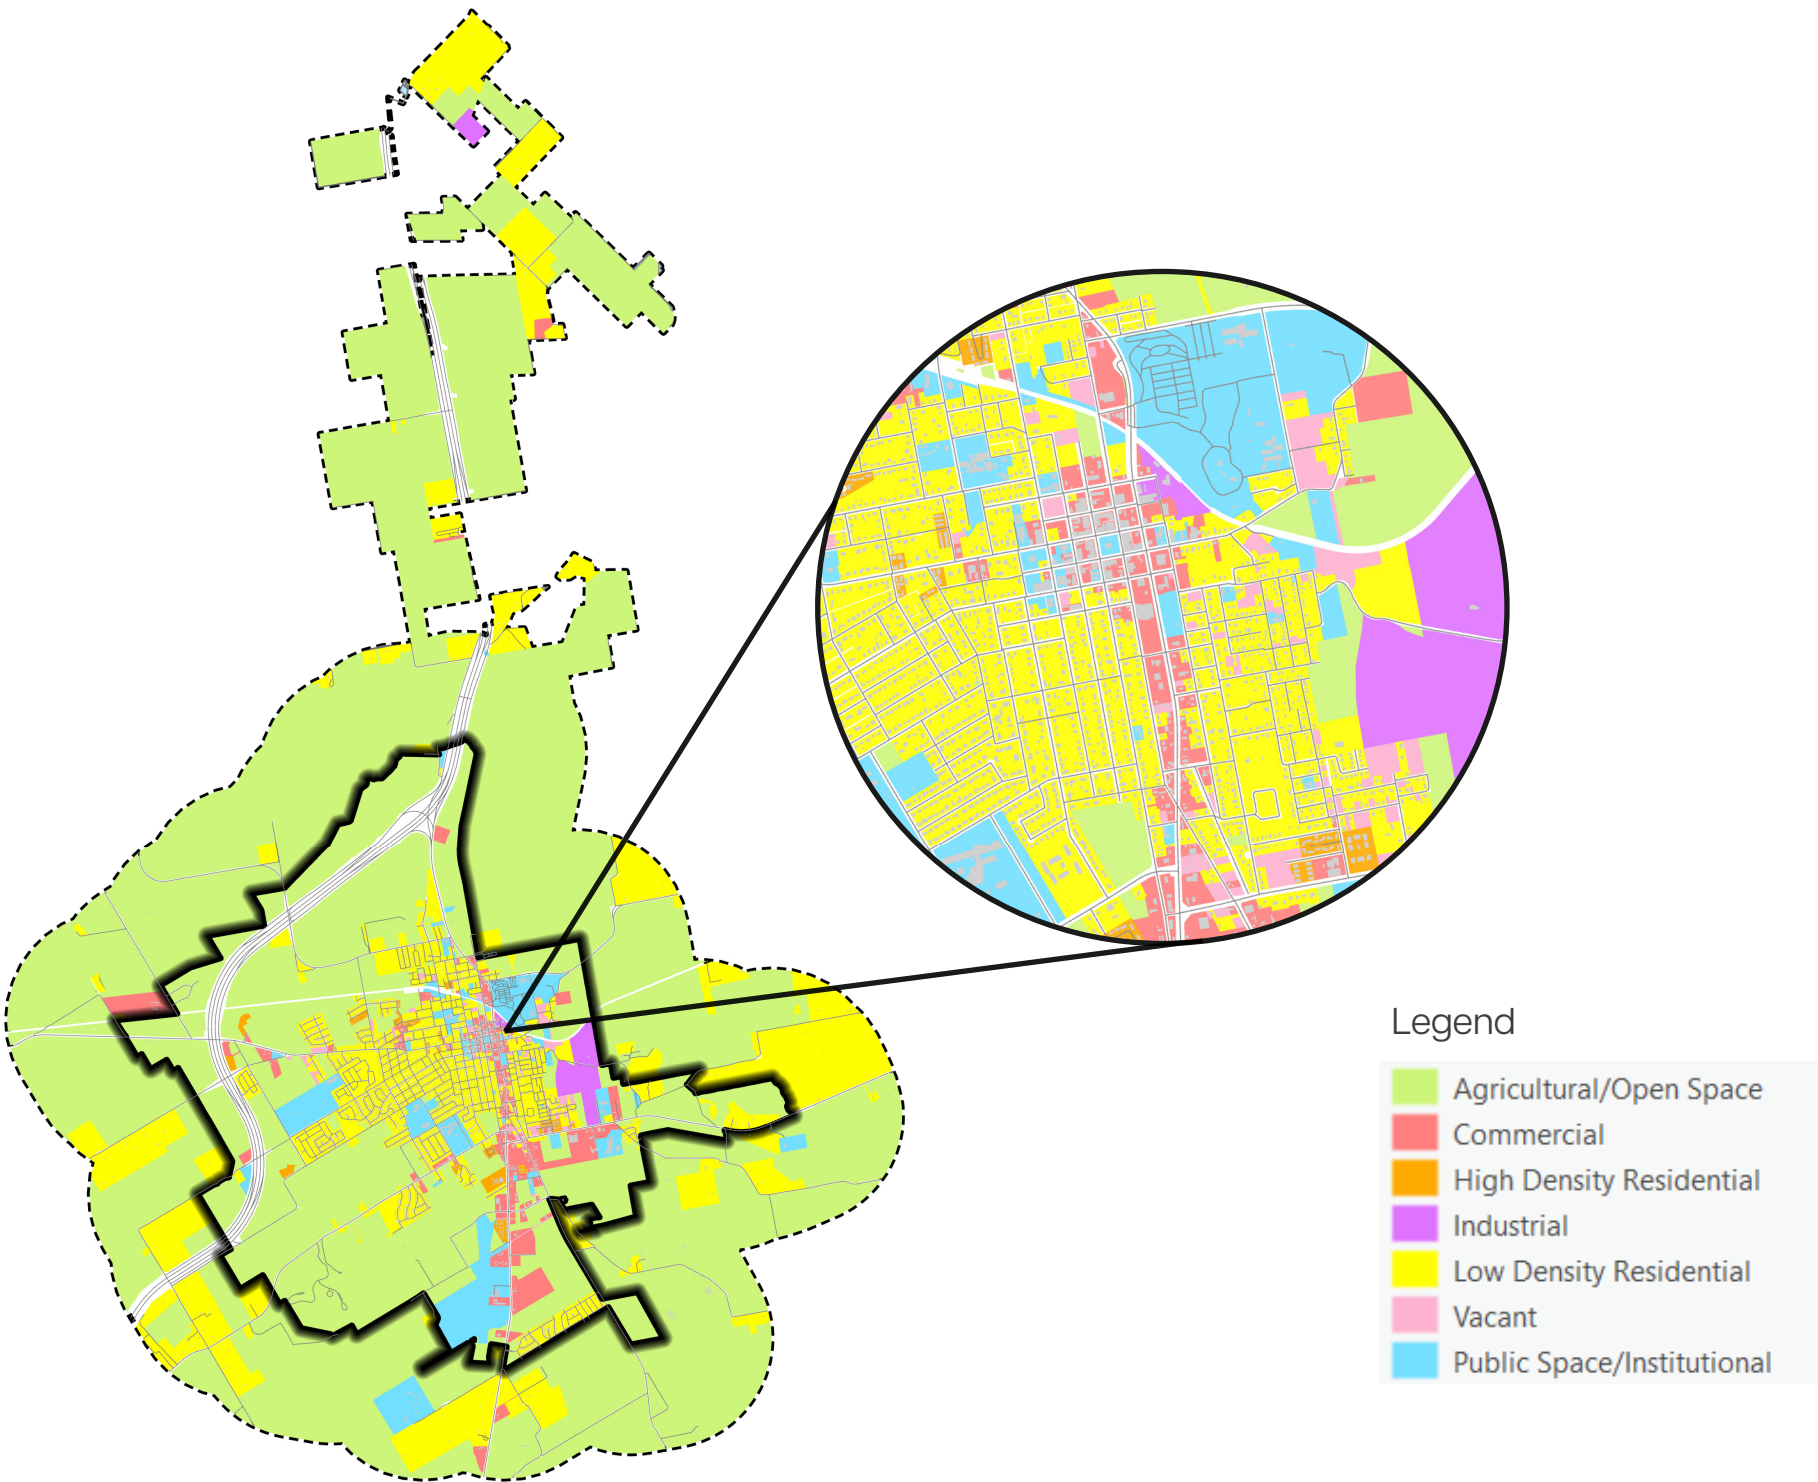 Legend
Agricultural/Open Space
Commercial
High Density Residential
Industrial
Low Density Residential
Vacant
Public Space/Institutional